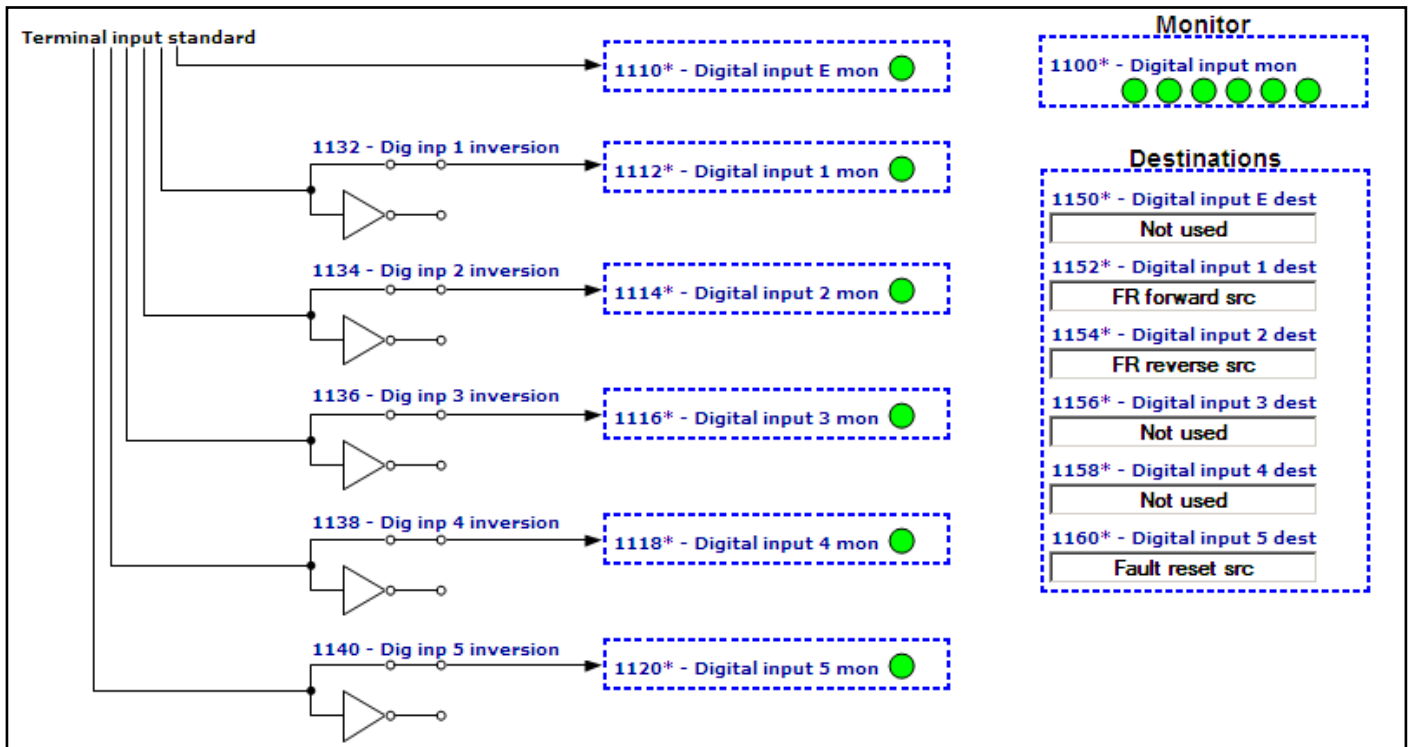 Terminal input standard
1110* - Digital input E mon
1132 - Dig inp 1 inversion
1112* - Digital input 1 mon
1134 - Dig inp 2 inversion
1114* - Digital input 2 mon
1136 - Dig inp 3 inversion
1116* - Digital input 3 mon
1138 - Dig inp 4 inversion
1118* - Digital input 4 mon
1140 - Dig inp 5 inversion
1120* - Digital input 5 mon
Monitor
1100* - Digital input mon
Destinations
1150* - Digital input E dest
Not used
1152* - Digital input 1 dest
FR forward src
1154* - Digital input 2 dest
FR reverse src
1156* - Digital input 3 dest
Not used
1158* - Digital input 4 dest
Not used
1160* - Digital input 5 dest
Fault reset src